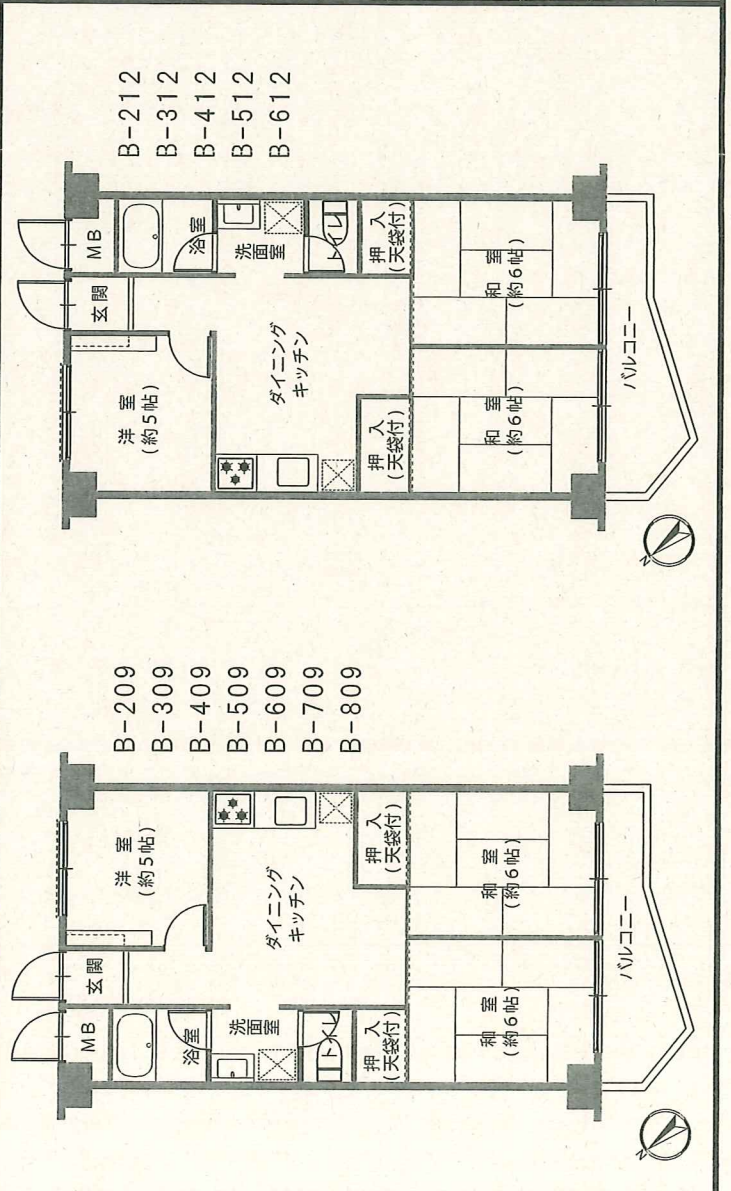 B-212
B-312
B-412
B-512
B-612
MB
浴室
洗面室
トイレ
押入
(天袋付)
和室
(約6帖)
玄関
ダイニング
キッチン
洋室
(約5帖)
押入
(天袋付)
和室
(約6帖)
バルコニー
N
B-209
B-309
B-409
B-509
B-609
B-709
B-809
洋室
(約5帖)
押入
(天袋付)
和室
(約6帖)
ダイニング
キッチン
玄関
MB
浴室
洗面室
トイレ
押入
(天袋付)
和室
(約6帖)
バルコニー
N